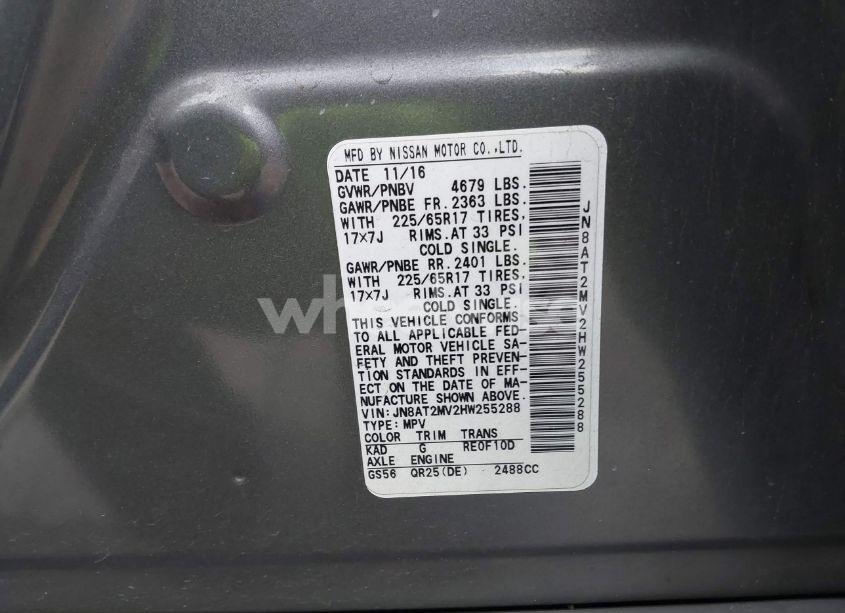 MFD BY NISSAN MOTOR CO.,LTD.
DATE 11/16
GVWR/PNBV 4679 LBS.
GAWR/PNBE FR. 2363 LBS.
WITH 225/65R17 TIRES,
17×7J RIMS.AT 33 PSI
COLD SINGLE.
GAWR/PNBE RR. 2401 LBS.
WITH 225/65R17 TIRES,
17×7J RIMS.AT 33 PSI
COLD SINGLE.
THIS VEHICLE CONFORMS
TO ALL APPLICABLE FED-
ERAL MOTOR VEHICLE SA-
FETY AND THEFT PREVEN-
TION STANDARDS IN EFF-
ECT ON THE DATE OF MA-
NUFACTURE SHOWN ABOVE.
VIN:JN8AT2MV2HW255288
TYPE:MPV
COLOR TRIM TRANS
KAD G RE0F10D
AXLE ENGINE
GS56 QR25(DE) 2488CC
JN8AT2MV2HW255288